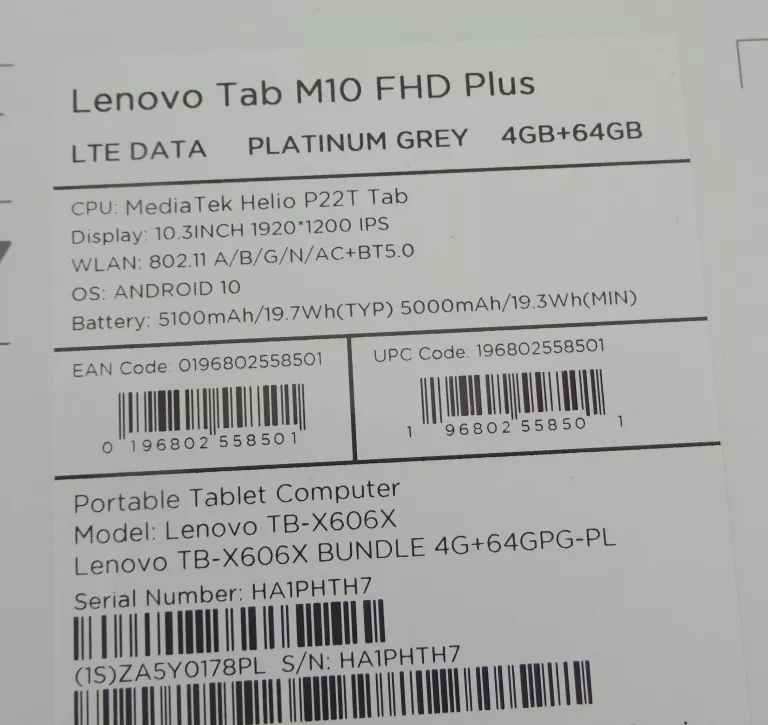 Lenovo Tab M10 FHD Plus
LTE DATA PLATINUM GREY 4GB+64GB
CPU: MediaTek Helio P22T Tab
Display: 10.3INCH 1920*1200 IPS
WLAN: 802.11 A/B/G/N/AC+BT5.0
OS: ANDROID 10
Battery: 5100mAh/19.7Wh(TYP) 5000mAh/19.3Wh(MIN)
EAN Code: 0196802558501
UPC Code: 196802558501
0 196802 558501
1 96802 55850 1
Portable Tablet Computer
Model: Lenovo TB-X606X
Lenovo TB-X606X BUNDLE 4G+64GPG-PL
Serial Number: HA1PHTH7
(1S)ZA5Y0178PL S/N: HA1PHTH7